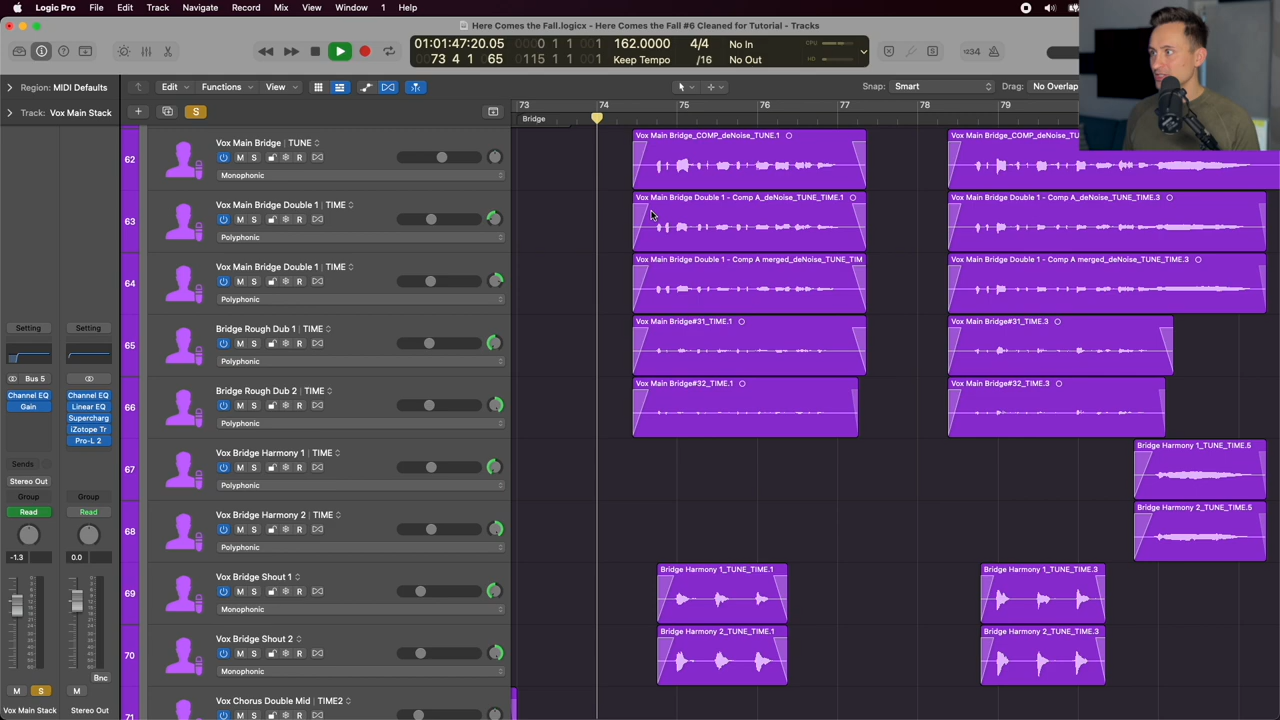 Logic Pro File Edit Track Navigate Record Mix View Window 1 Help
Here Comes the Fall.logicx - Here Comes the Fall #6 Cleaned for Tutorial - Tracks
01:01:47:20.05 0000 1 1 001 162.0000 4/4 No In CPU
0073 4 1 65 0115 1 1 001 Keep Tempo /16 No Out HD
1234
Region: MIDI Defaults Edit Functions View Snap: Smart Drag: No Overlap
Track: Vox Main Stack S 73 74 75 76 77 78 79
Bridge
62 Vox Main Bridge | TUNE Vox Main Bridge_COMP_deNoise_TUNE.1
M S R
Monophonic
63 Vox Main Bridge Double 1 | TIME Vox Main Bridge Double 1 - Comp A_deNoise_TUNE_TIME.1 Vox Main Bridge Double 1 - Comp A_deNoise_TUNE_TIME.3
M S R
Polyphonic
64 Vox Main Bridge Double 1 | TIME Vox Main Bridge Double 1 - Comp A merged_deNoise_TUNE_TIM Vox Main Bridge Double 1 - Comp A merged_deNoise_TUNE_TIME.3
M S R
Polyphonic
65 Bridge Rough Dub 1 | TIME Vox Main Bridge#31_TIME.1 Vox Main Bridge#31_TIME.3
M S R
Polyphonic
66 Bridge Rough Dub 2 | TIME Vox Main Bridge#32_TIME.1 Vox Main Bridge#32_TIME.3
M S R
Polyphonic
67 Vox Bridge Harmony 1 | TIME Bridge Harmony 1_TUNE_TIME.5
M S R
Polyphonic
68 Vox Bridge Harmony 2 | TIME Bridge Harmony 2_TUNE_TIME.5
M S R
Polyphonic
69 Vox Bridge Shout 1 Bridge Harmony 1_TUNE_TIME.1 Bridge Harmony 1_TUNE_TIME.3
M S R
Monophonic
70 Vox Bridge Shout 2 Bridge Harmony 2_TUNE_TIME.1 Bridge Harmony 2_TUNE_TIME.3
M S R
Monophonic
71 Vox Chorus Double Mid | TIME2
M S R
Setting Setting
Bus 5
Channel EQ Channel EQ
Gain Linear EQ
Supercharg
iZotope Tr
Pro-L 2
Sends
Stereo Out
Group Group
Read Read
-1.3 0.0
Bnc
M S M
Vox Main Stack Stereo Out